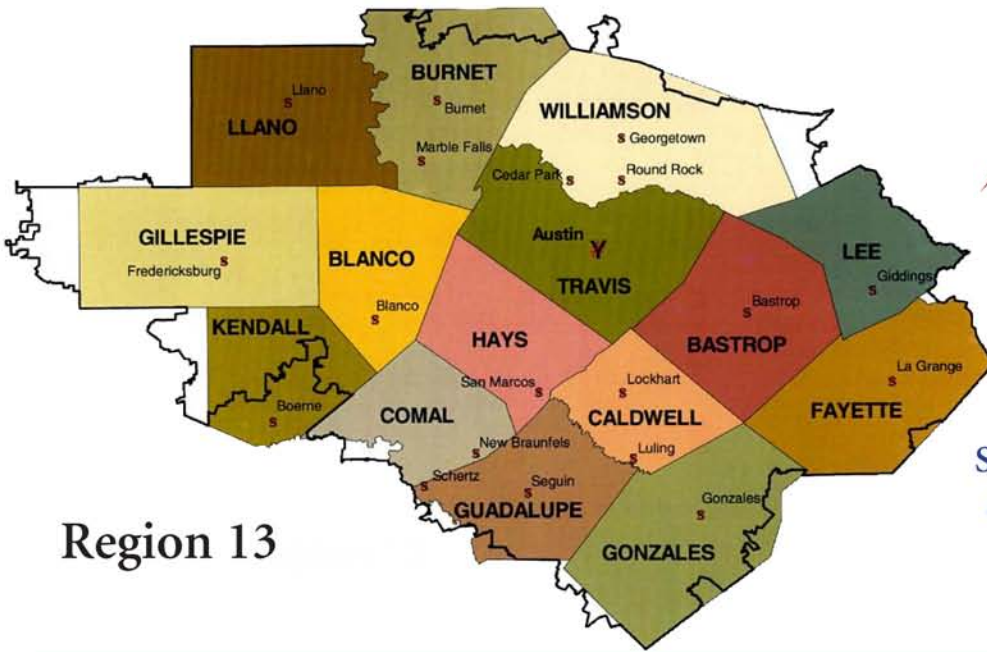 BURNET
Llano
S
S
Burnet
WILLIAMSON
LLANO
S
Georgetown
Marble Falls
S
Cedar Park
S
Round Rock
S
GILLESPIE
Fredericksburg
S
BLANCO
Austin
Y
TRAVIS
LEE
Giddings
S
Blanco
S
Bastrop
S
KENDALL
HAYS
BASTROP
La Grange
S
San Marcos
S
Lockhart
S
Boerne
S
COMAL
CALDWELL
FAYETTE
New Braunfels
S
Luling
S
S
Schertz
S
Seguin
S
GUADALUPE
Gonzales
S
Region 13
GONZALES